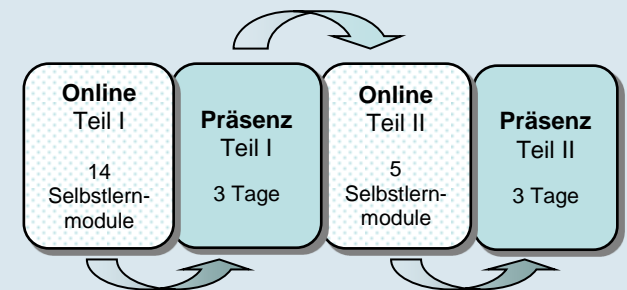 Online
Teil I
14
Selbstlern-
module
Präsenz
Teil I
3 Tage
Online
Teil II
5
Selbstlern-
module
Präsenz
Teil II
3 Tage